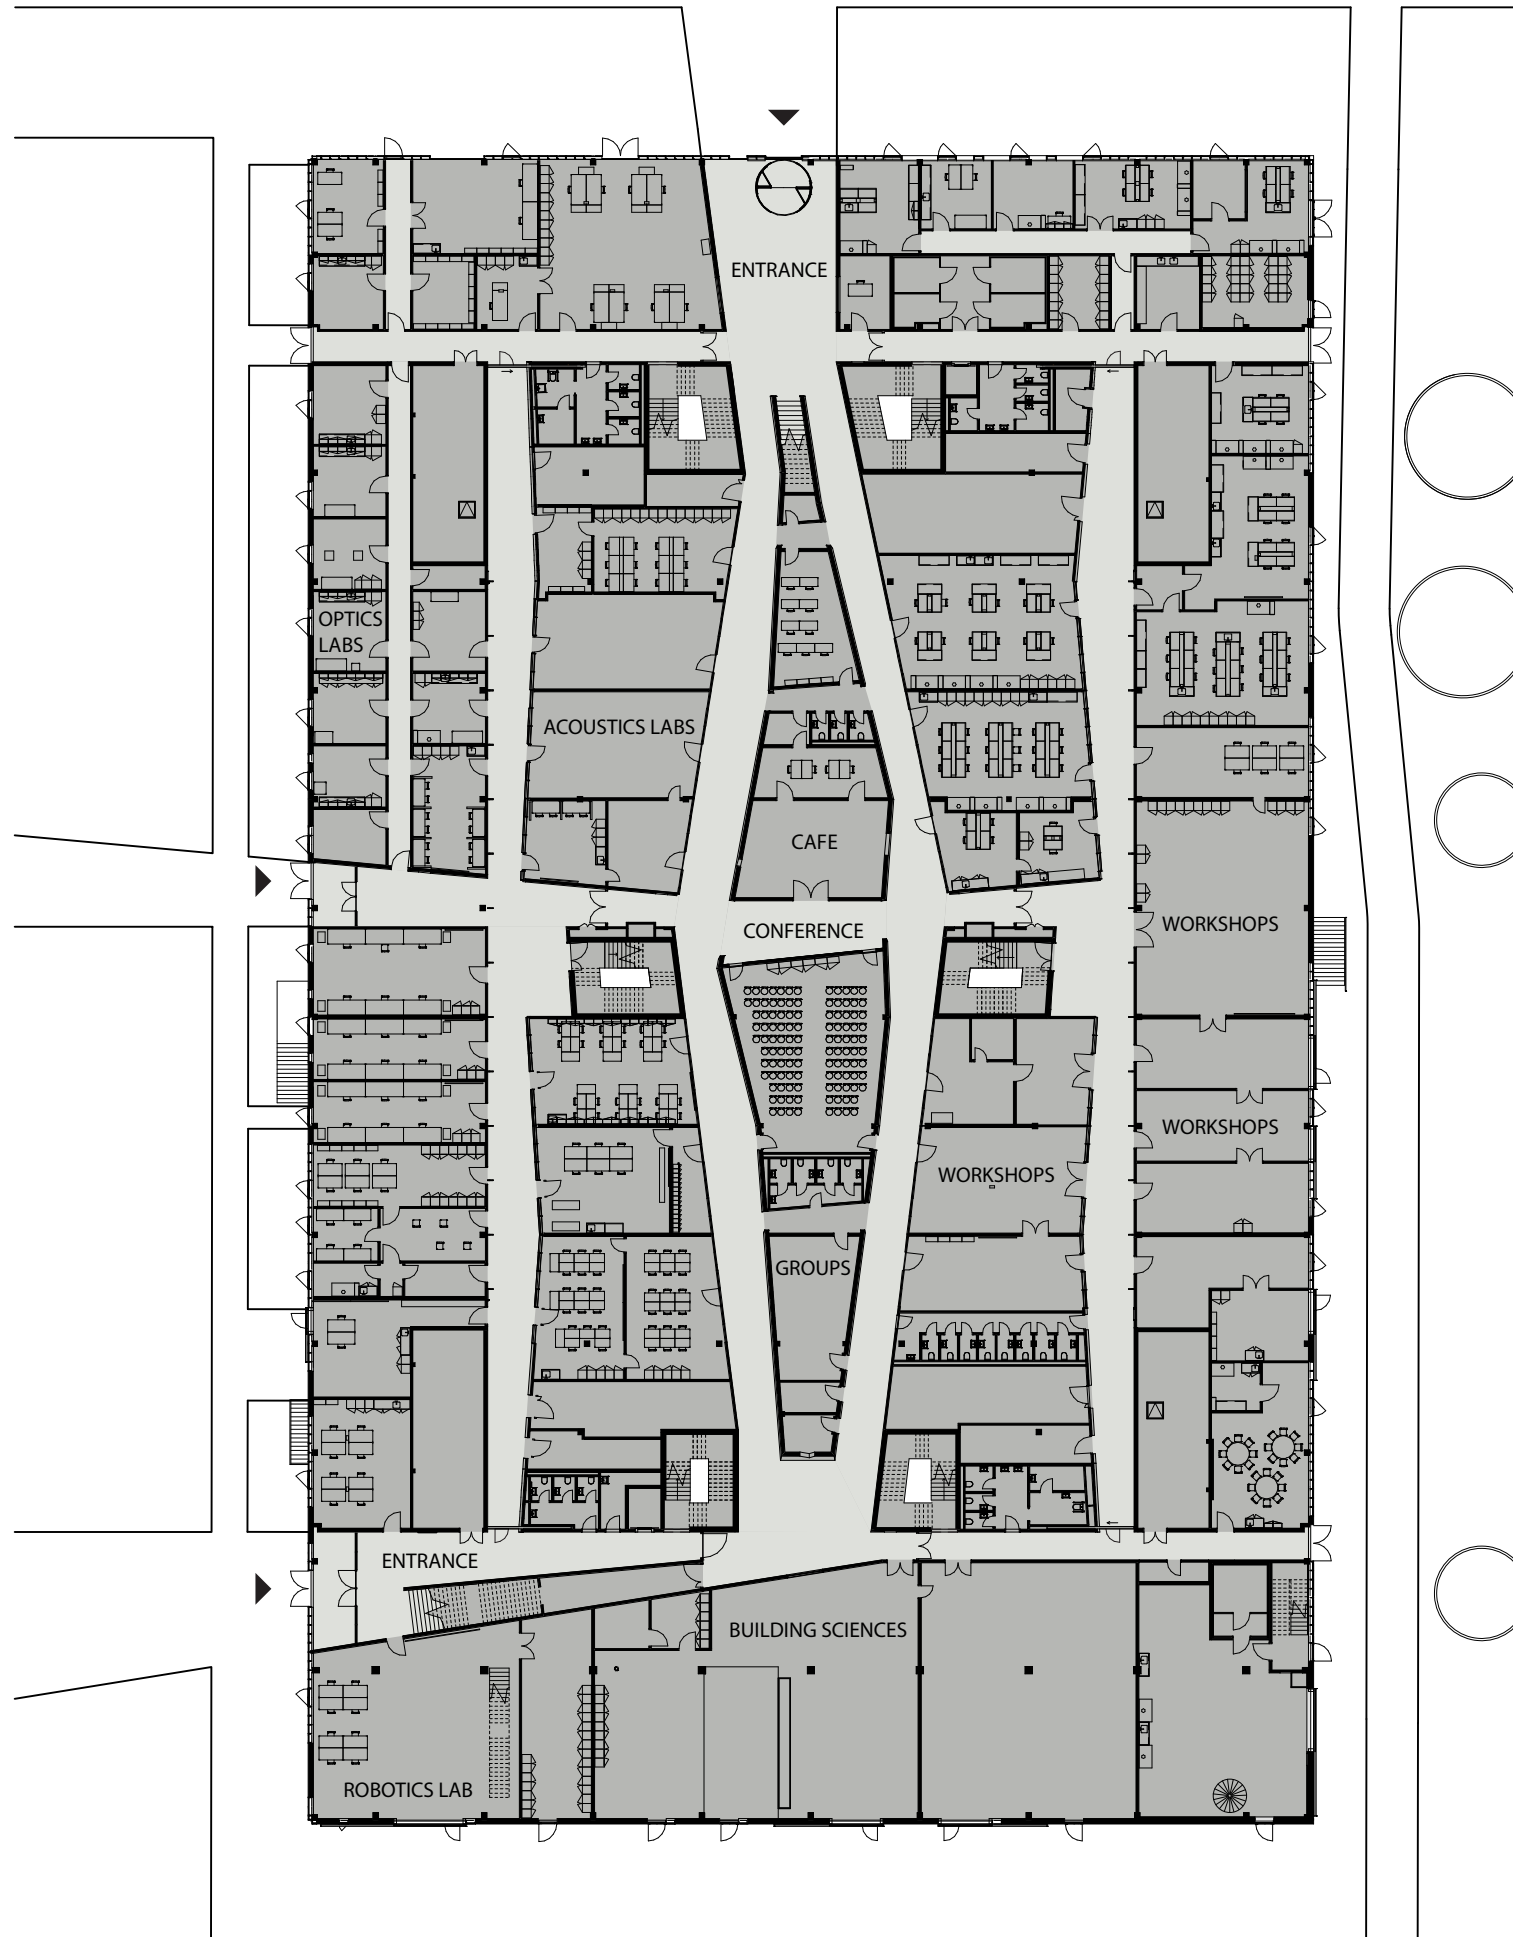 ENTRANCE
OPTICS
LABS
ACOUSTICS LABS
CAFE
CONFERENCE
WORKSHOPS
WORKSHOPS
WORKSHOPS
GROUPS
ENTRANCE
BUILDING SCIENCES
ROBOTICS LAB